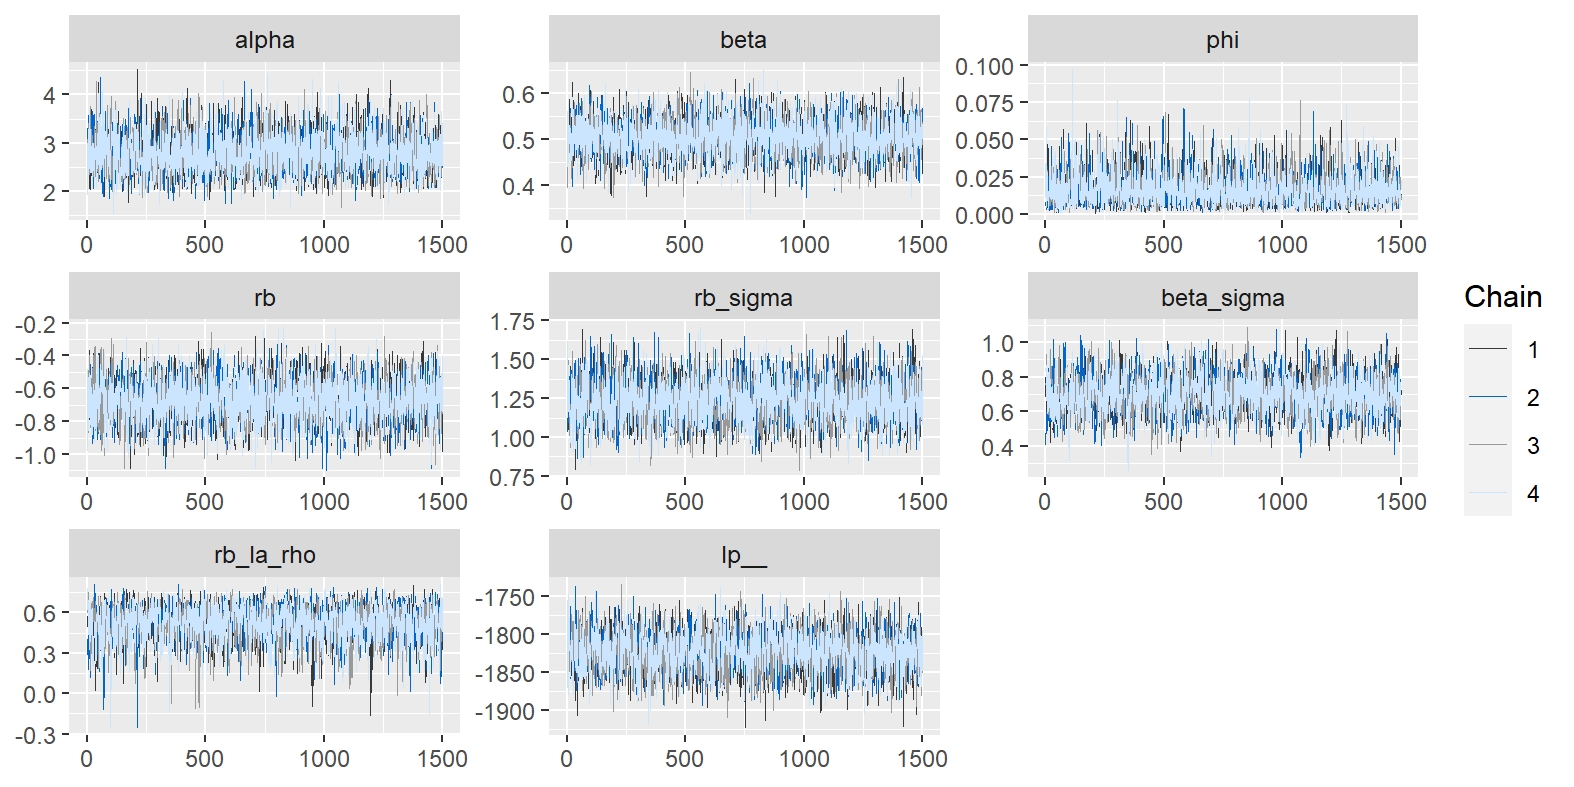 alpha
beta
phi
4
3
2
0.6
0.5
0.4
0.100
0.075
0.050
0.025
0.000
0 500 1000 1500
0 500 1000 1500
0 500 1000 1500
rb
rb_sigma
beta_sigma
-0.2
-0.4
-0.6
-0.8
-1.0
1.75
1.50
1.25
1.00
0.75
1.0
0.8
0.6
0.4
0 500 1000 1500
0 500 1000 1500
0 500 1000 1500
rb_la_rho
lp__
0.6
0.3
0.0
-0.3
-1750
-1800
-1850
-1900
0 500 1000 1500
0 500 1000 1500
Chain
1
2
3
4